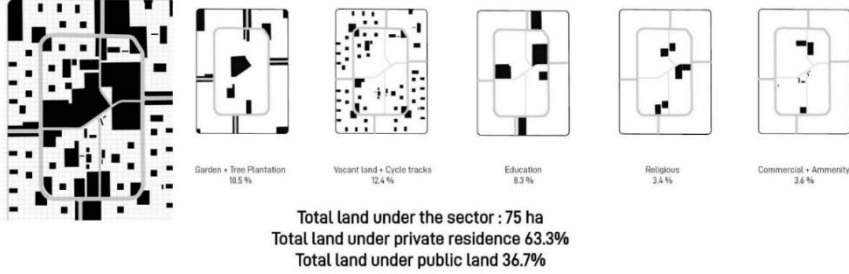 Garden + Tree Plantation
10.5 %
Vacant land + Cycle tracks
12.4 %
Education
8.3 %
Religious
3.4 %
Commercial + Ammenity
3.6 %
Total land under the sector : 75 ha
Total land under private residence 63.3%
Total land under public land 36.7%